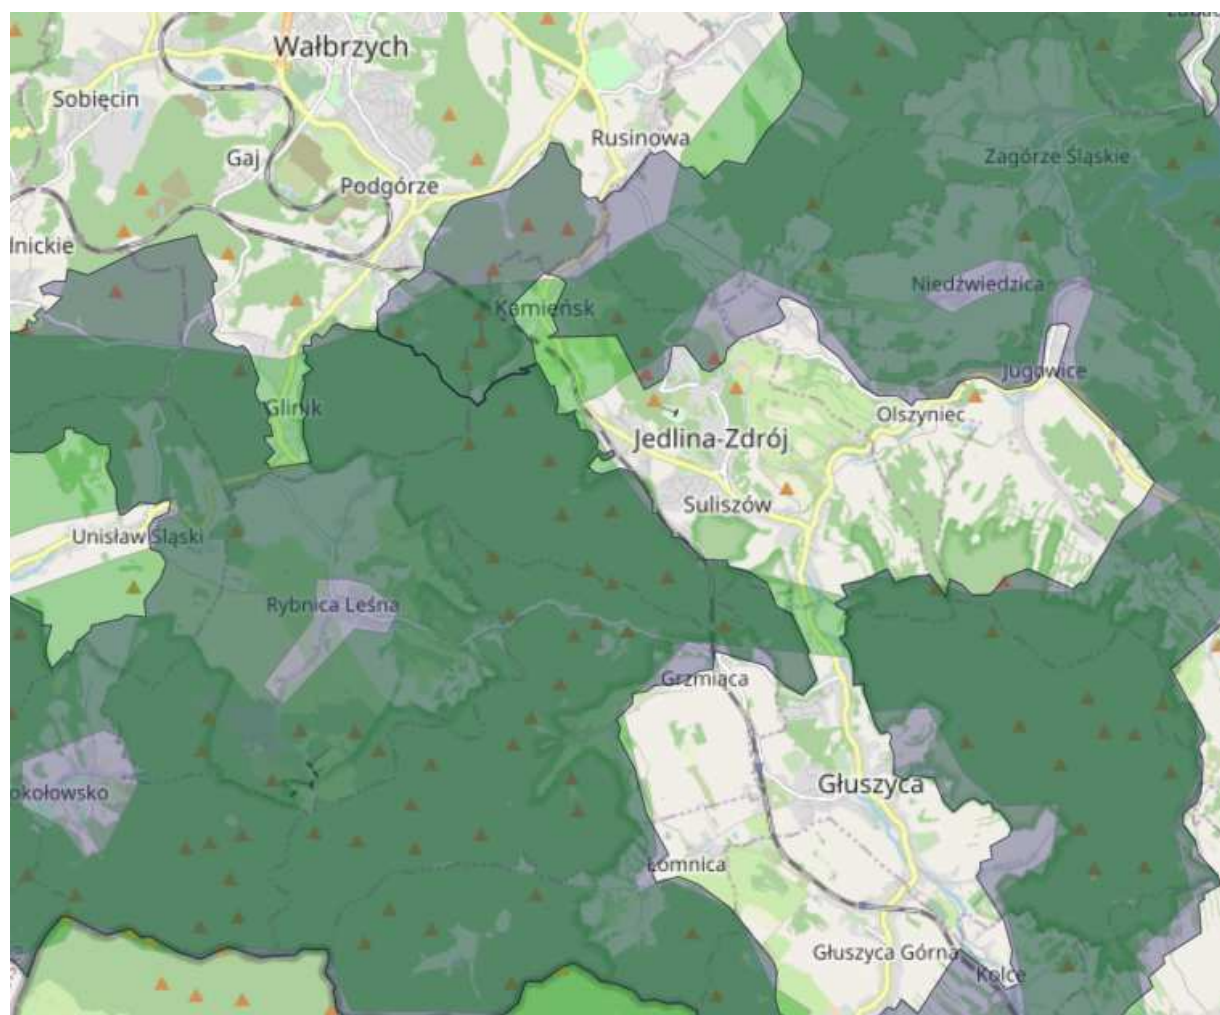 Wałbrzych
Sobięcin
Rusinowa
Gaj
Zagórze Śląskie
Podgórze
dnickie
Niedźwiedzica
Kamieńsk
Jugowice
Glinik
Olszyniec
Jedlina-Zdrój
Suliszów
Unisław Śląski
Rybnica Leśna
Grzmiąca
Głuszyca
okołowsko
Łomnica
Głuszyca Górna
Kolce